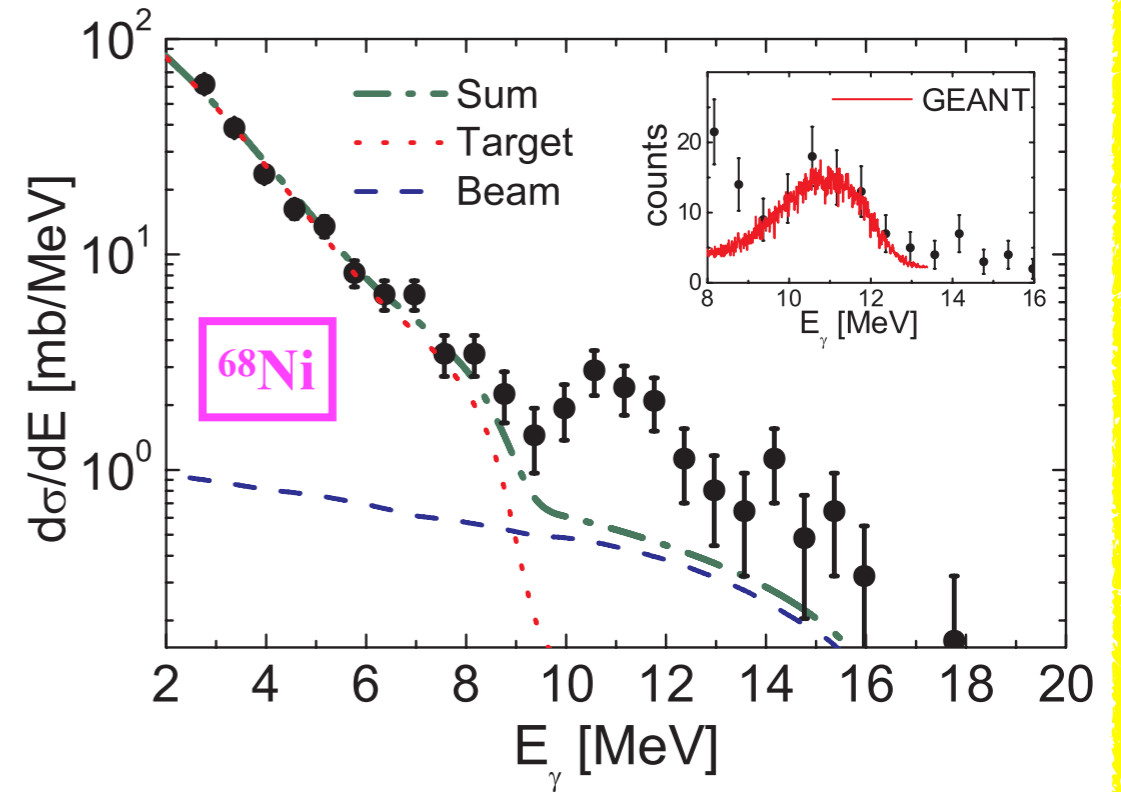 10²
10¹
10⁰
dσ/dE [mb/MeV]
Sum
Target
Beam
⁶⁸Ni
GEANT
counts
20
10
0
8 10 12 14 16
E_γ [MeV]
2 4 6 8 10 12 14 16 18 20
E_γ [MeV]